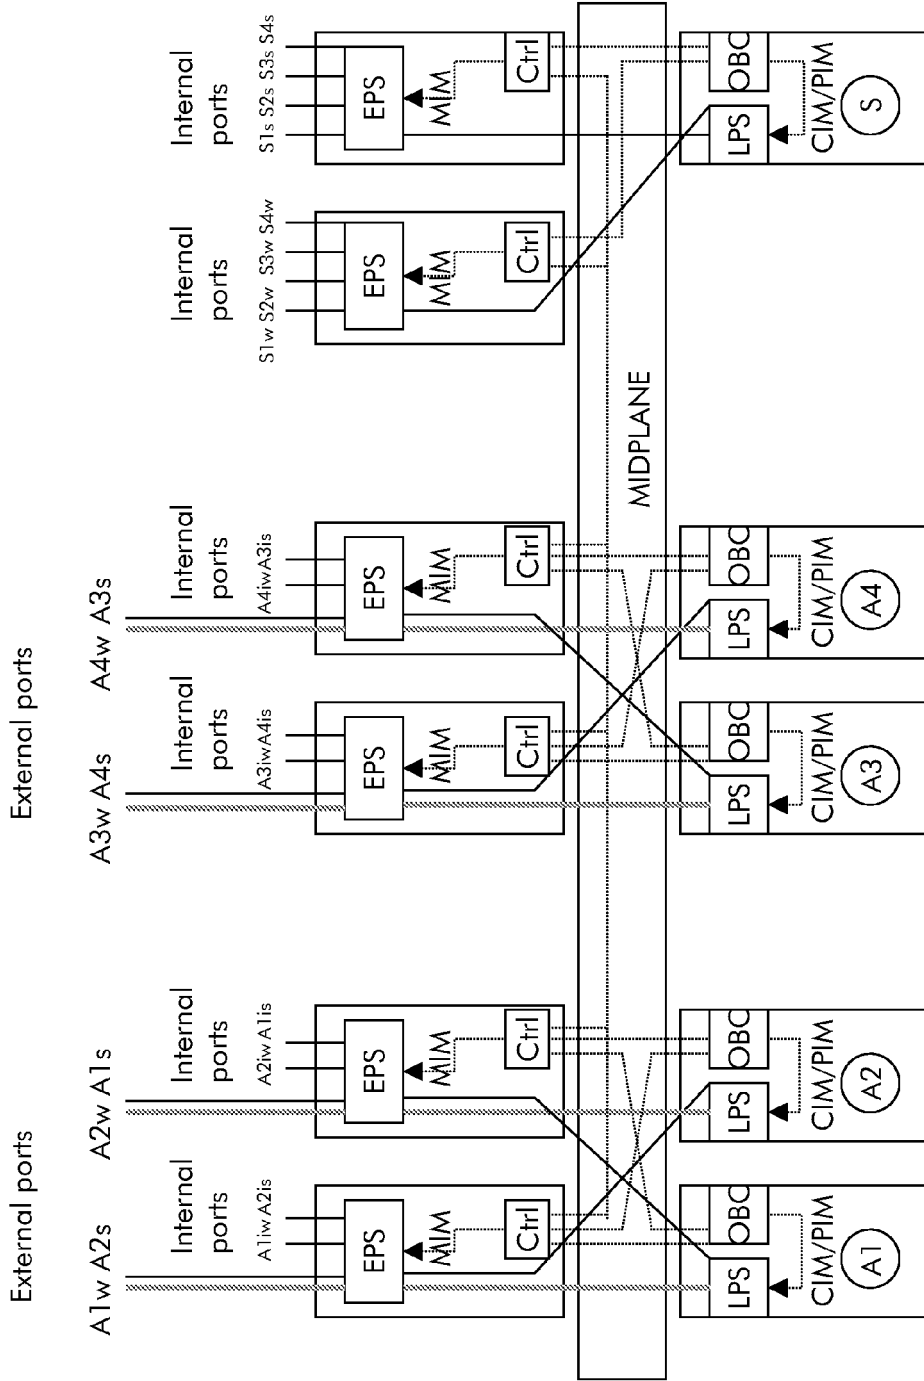 External ports
External ports
A1w A2s
A2w A1s
A3w A4s
A4w A3s
Internal
ports
Internal
ports
Internal
ports
Internal
ports
Internal
ports
Internal
ports
A1iw A2is
A2iw A1is
A3iw A4is
A4iw A3is
S1w S2w S3w S4w
S1s S2s S3s S4s
EPS
EPS
EPS
EPS
EPS
EPS
MIM
MIM
MIM
MIM
MIM
MIM
Ctrl
Ctrl
Ctrl
Ctrl
Ctrl
Ctrl
MIDPLANE
LPS
OBC
LPS
OBC
LPS
OBC
LPS
OBC
LPS
OBC
CIM/PIM
CIM/PIM
CIM/PIM
CIM/PIM
CIM/PIM
A1
A2
A3
A4
S